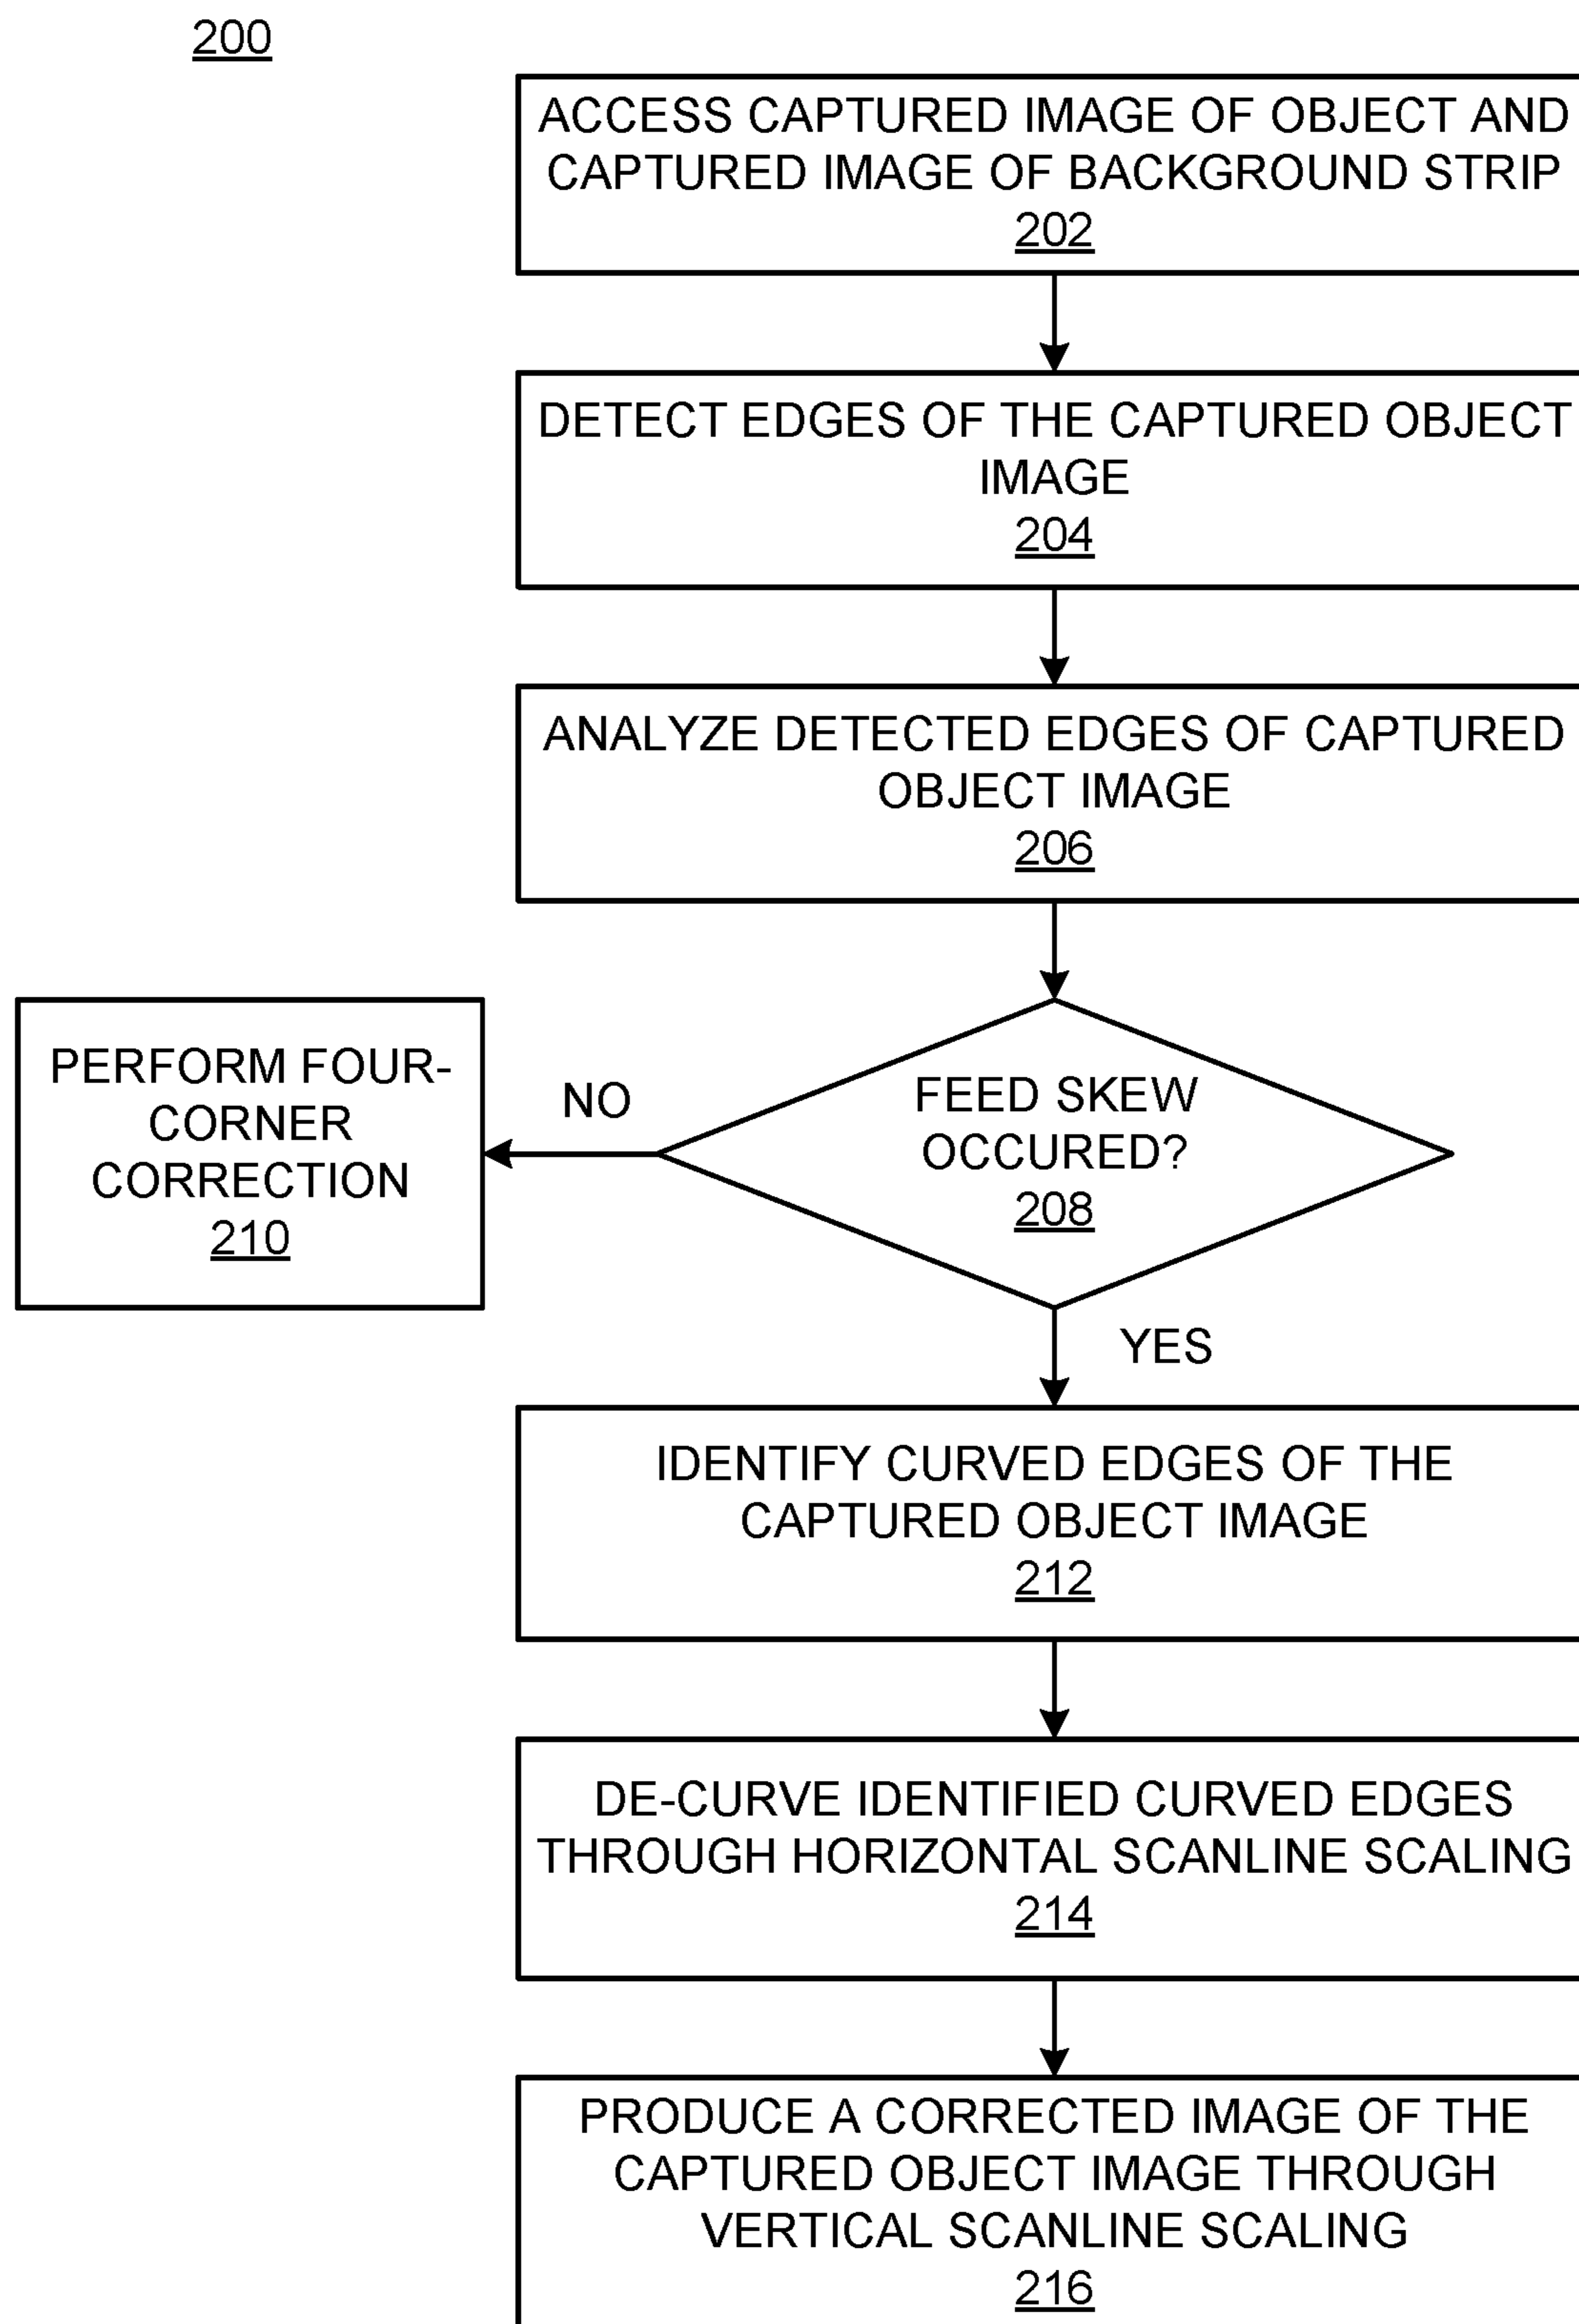 200
ACCESS CAPTURED IMAGE OF OBJECT AND
CAPTURED IMAGE OF BACKGROUND STRIP
202
DETECT EDGES OF THE CAPTURED OBJECT
IMAGE
204
ANALYZE DETECTED EDGES OF CAPTURED
OBJECT IMAGE
206
FEED SKEW
OCCURED?
208
NO
PERFORM FOUR-
CORNER
CORRECTION
210
YES
IDENTIFY CURVED EDGES OF THE
CAPTURED OBJECT IMAGE
212
DE-CURVE IDENTIFIED CURVED EDGES
THROUGH HORIZONTAL SCANLINE SCALING
214
PRODUCE A CORRECTED IMAGE OF THE
CAPTURED OBJECT IMAGE THROUGH
VERTICAL SCANLINE SCALING
216